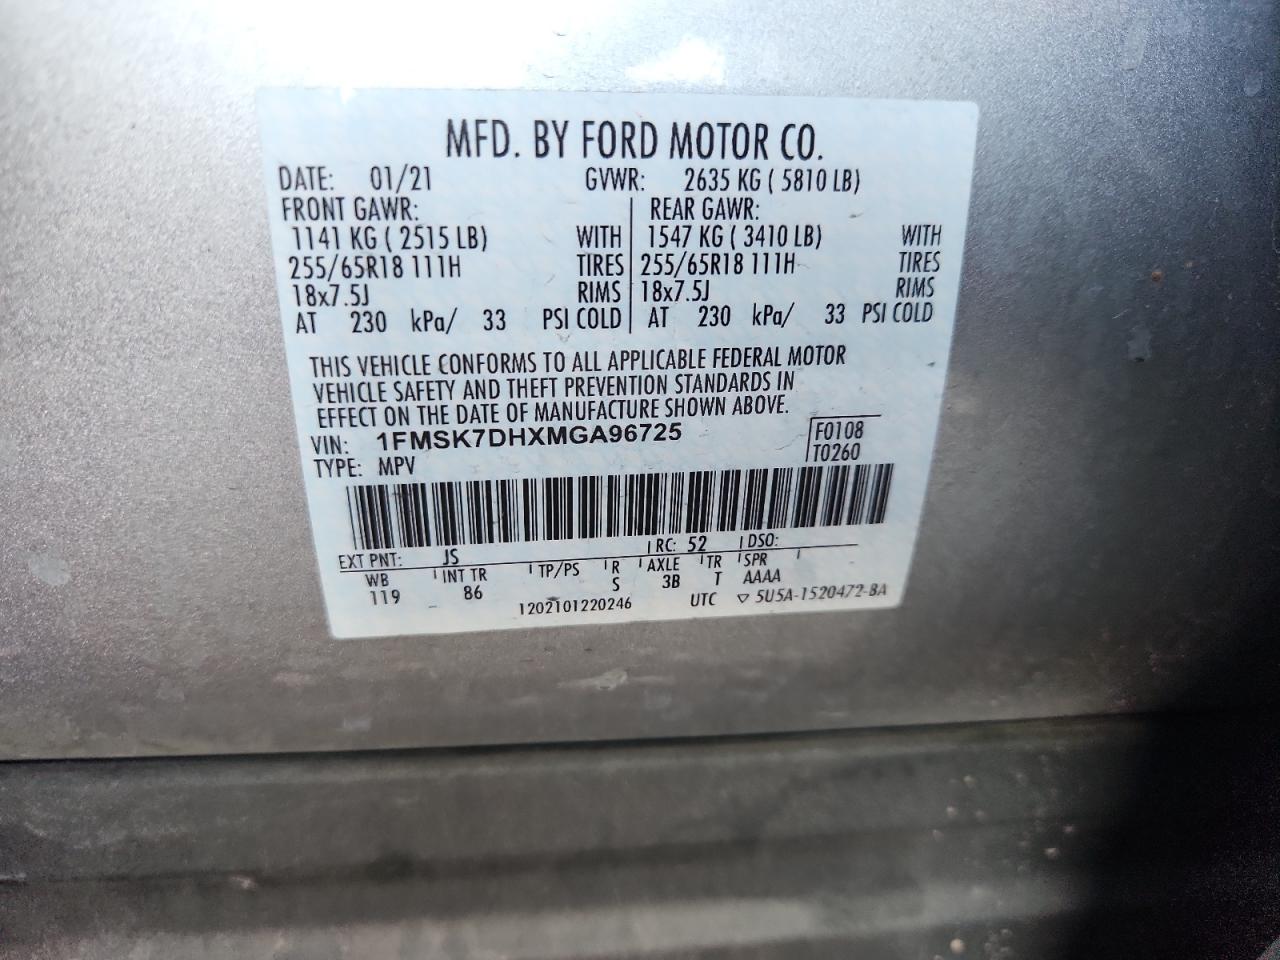 MFD. BY FORD MOTOR CO.
DATE: 01/21 GVWR: 2635 KG ( 5810 LB)
FRONT GAWR: REAR GAWR:
1141 KG ( 2515 LB) WITH 1547 KG ( 3410 LB) WITH
255/65R18 111H TIRES 255/65R18 111H TIRES
18x7.5J RIMS 18x7.5J RIMS
AT 230 kPa/ 33 PSI COLD AT 230 kPa/ 33 PSI COLD
THIS VEHICLE CONFORMS TO ALL APPLICABLE FEDERAL MOTOR
VEHICLE SAFETY AND THEFT PREVENTION STANDARDS IN
EFFECT ON THE DATE OF MANUFACTURE SHOWN ABOVE.
VIN: 1FMSK7DHXMGA96725 F0108
TYPE: MPV T0260
EXT PNT: JS RC: 52 DSO:
WB INT TR TP/PS R AXLE TR SPR
119 86 S 3B T AAAA
1202101220246 UTC ▽ 5U5A-1520472-BA